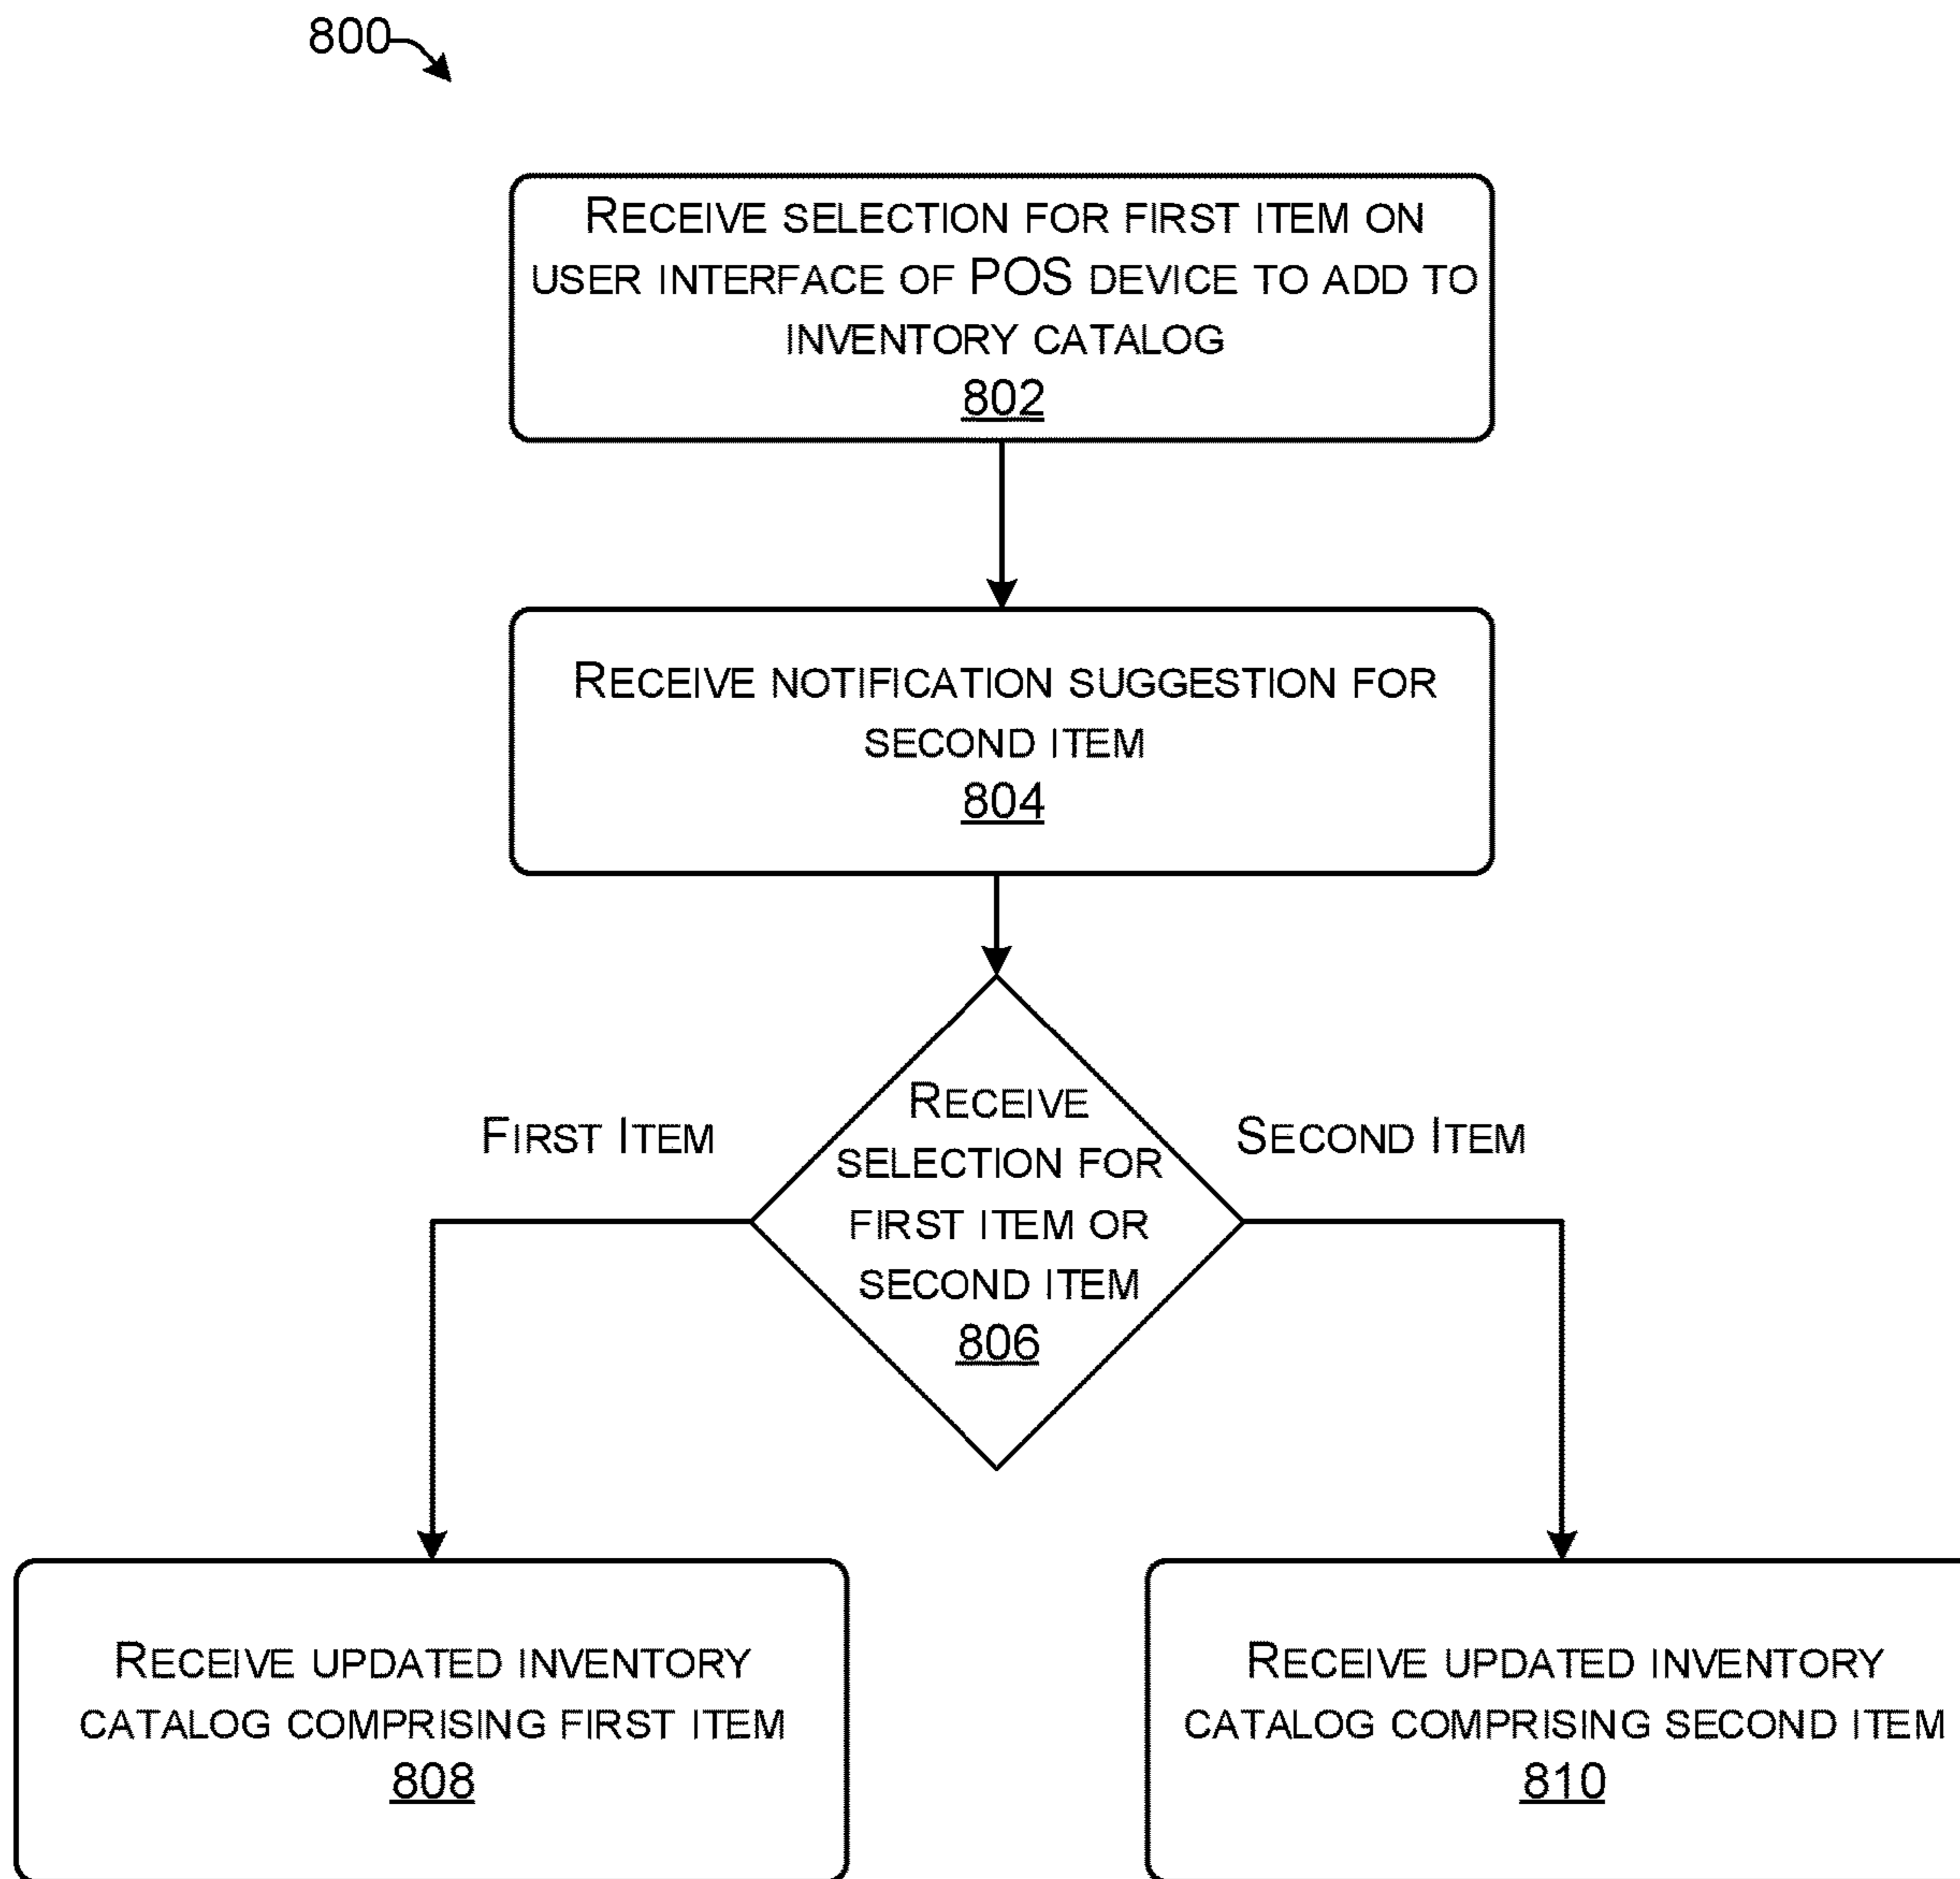 800
RECEIVE SELECTION FOR FIRST ITEM ON
USER INTERFACE OF POS DEVICE TO ADD TO
INVENTORY CATALOG
802
RECEIVE NOTIFICATION SUGGESTION FOR
SECOND ITEM
804
RECEIVE
SELECTION FOR
FIRST ITEM OR
SECOND ITEM
806
FIRST ITEM
SECOND ITEM
RECEIVE UPDATED INVENTORY
CATALOG COMPRISING FIRST ITEM
808
RECEIVE UPDATED INVENTORY
CATALOG COMPRISING SECOND ITEM
810